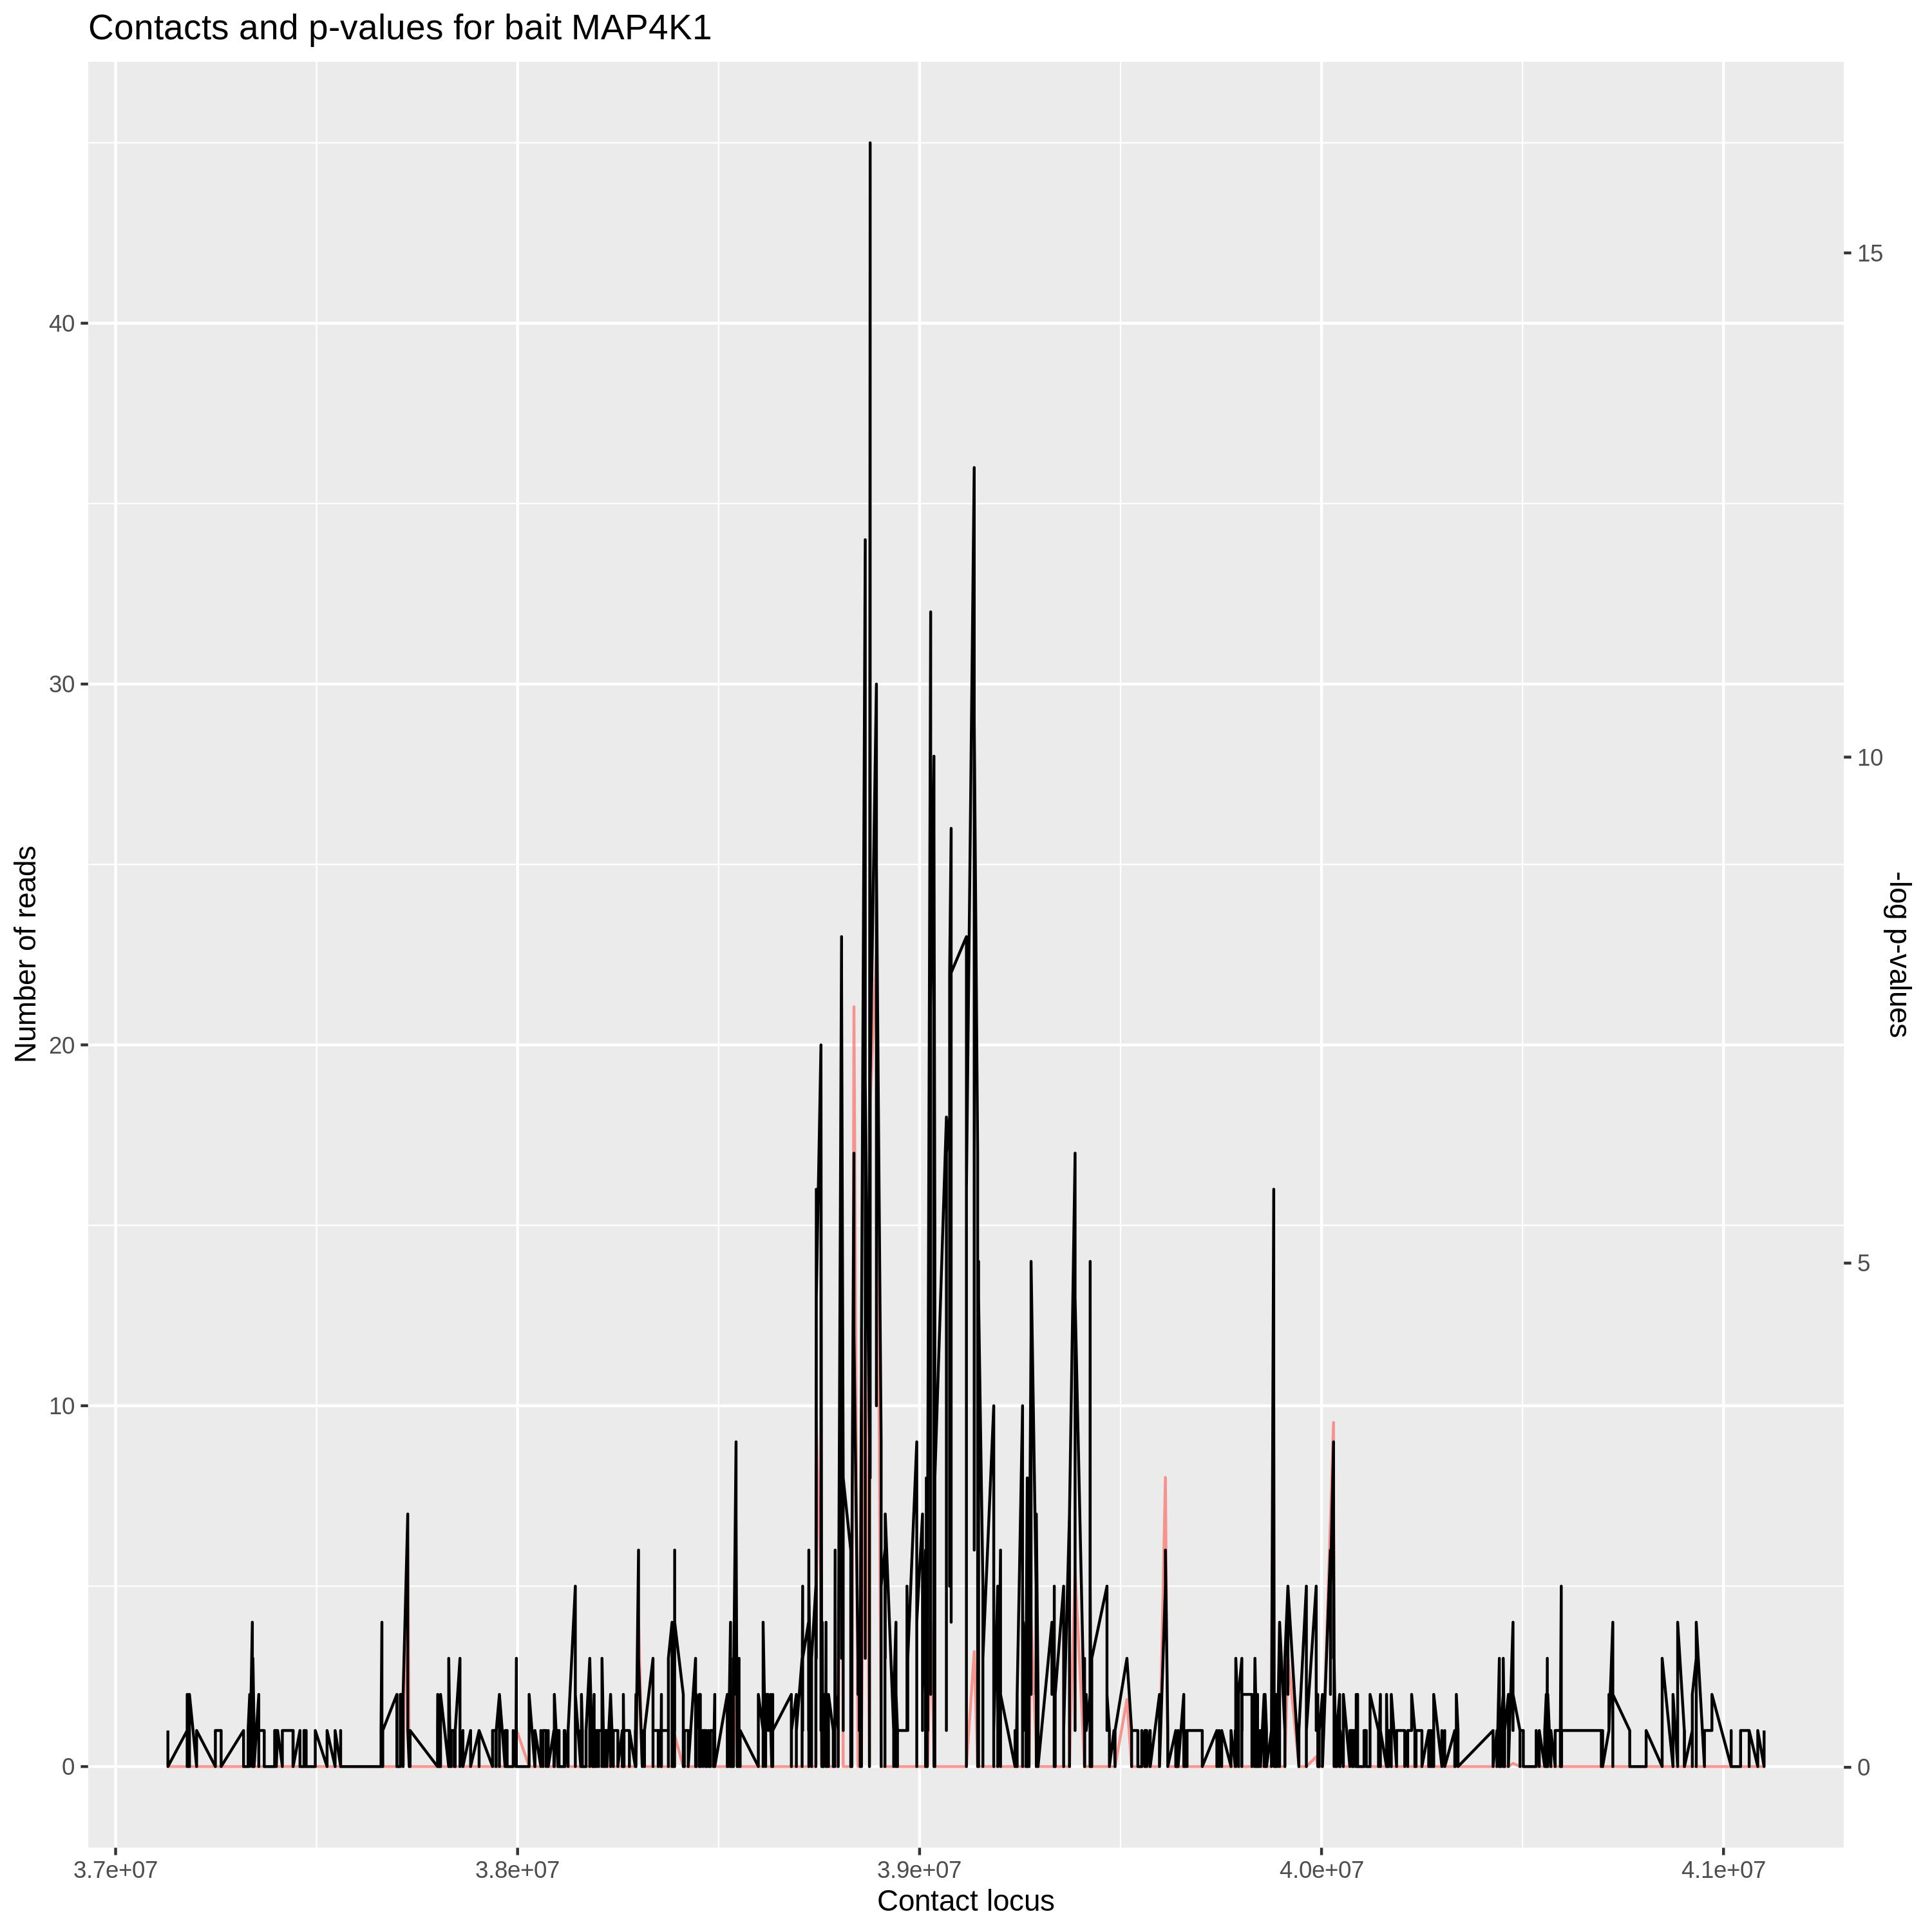 Contacts and p-values for bait MAP4K1
15
40
30
10
Number of reads
-log p-values
20
5
10
0
0
3.7e+07
3.8e+07
3.9e+07
4.0e+07
4.1e+07
Contact locus